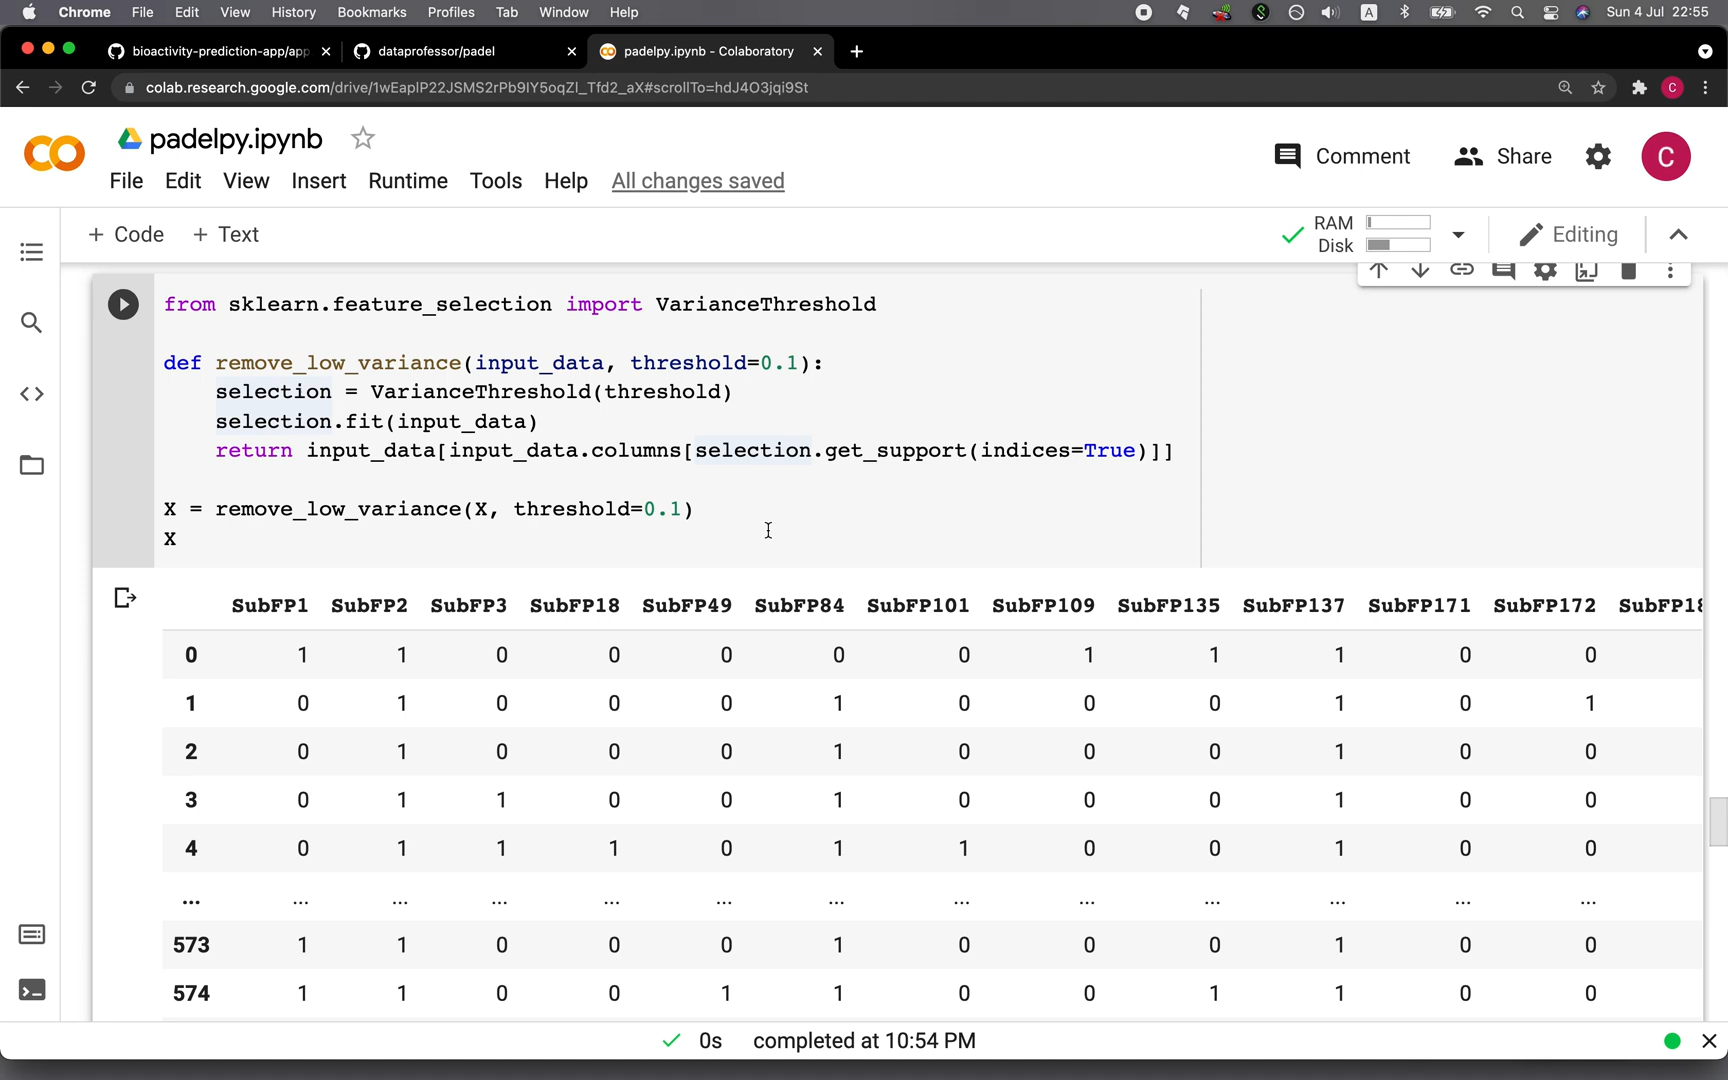 Chrome File Edit View History Bookmarks Profiles Tab Window Help A Sun 4 Jul 22:55
bioactivity-prediction-app/app dataprofessor/padel padelpy.ipynb - Colaboratory
colab.research.google.com/drive/1wEaplP22JSMS2rPb9IY5oqZl_Tfd2_aX#scrollTo=hdJ4O3jqi9St C
padelpy.ipynb
Comment Share C
File Edit View Insert Runtime Tools Help All changes saved
+ Code + Text RAM Disk Editing
from sklearn.feature_selection import VarianceThreshold
def remove_low_variance(input_data, threshold=0.1):
selection = VarianceThreshold(threshold)
selection.fit(input_data)
return input_data[input_data.columns[selection.get_support(indices=True)]]
X = remove_low_variance(X, threshold=0.1)
X
SubFP1 SubFP2 SubFP3 SubFP18 SubFP49 SubFP84 SubFP101 SubFP109 SubFP135 SubFP137 SubFP171 SubFP172 SubFP18
0 1 1 0 0 0 0 0 1 1 1 0 0
1 0 1 0 0 0 1 0 0 0 1 0 1
2 0 1 0 0 0 1 0 0 0 1 0 0
3 0 1 1 0 0 1 0 0 0 1 0 0
4 0 1 1 1 0 1 1 0 0 1 0 0
... ... ... ... ... ... ... ... ... ... ... ... ...
573 1 1 0 0 0 1 0 0 0 1 0 0
574 1 1 0 0 1 1 0 0 1 1 0 0
0s completed at 10:54 PM